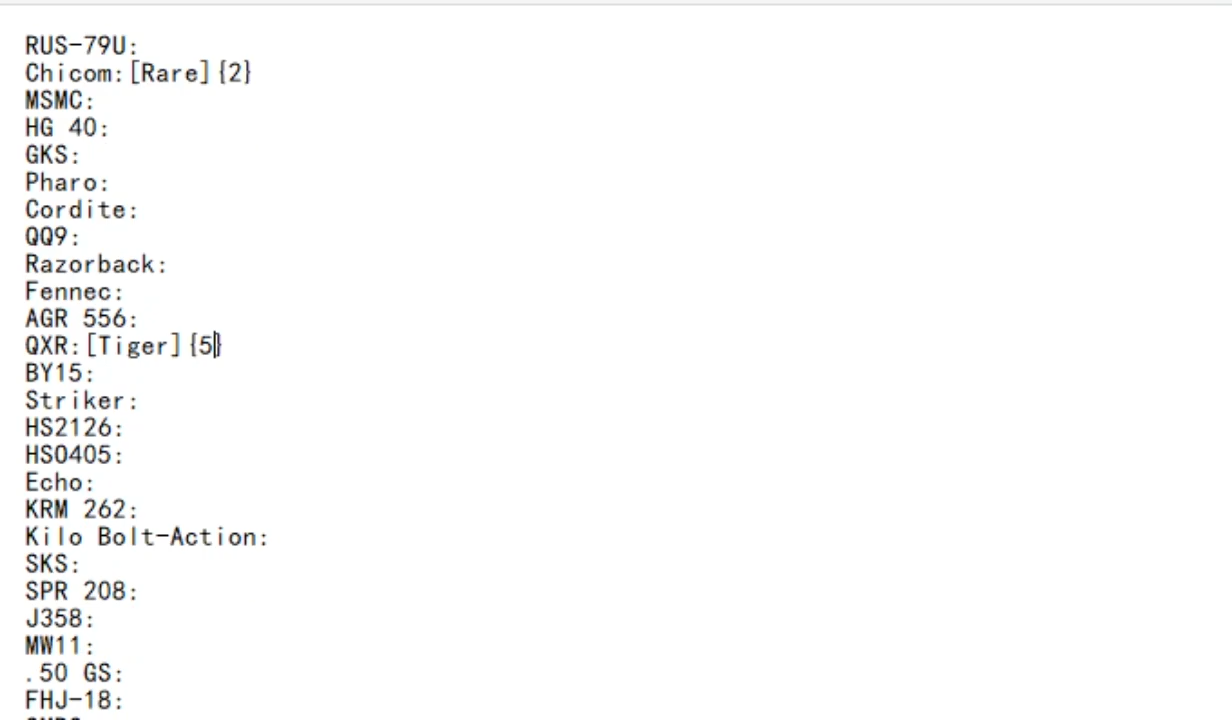 RUS-79U:
Chicom:[Rare]{2}
MSMC:
HG 40:
GKS:
Pharo:
Cordite:
QQ9:
Razorback:
Fennec:
AGR 556:
QXR:[Tiger]{5}
BY15:
Striker:
HS2126:
HS0405:
Echo:
KRM 262:
Kilo Bolt-Action:
SKS:
SPR 208:
J358:
MW11:
.50 GS:
FHJ-18: